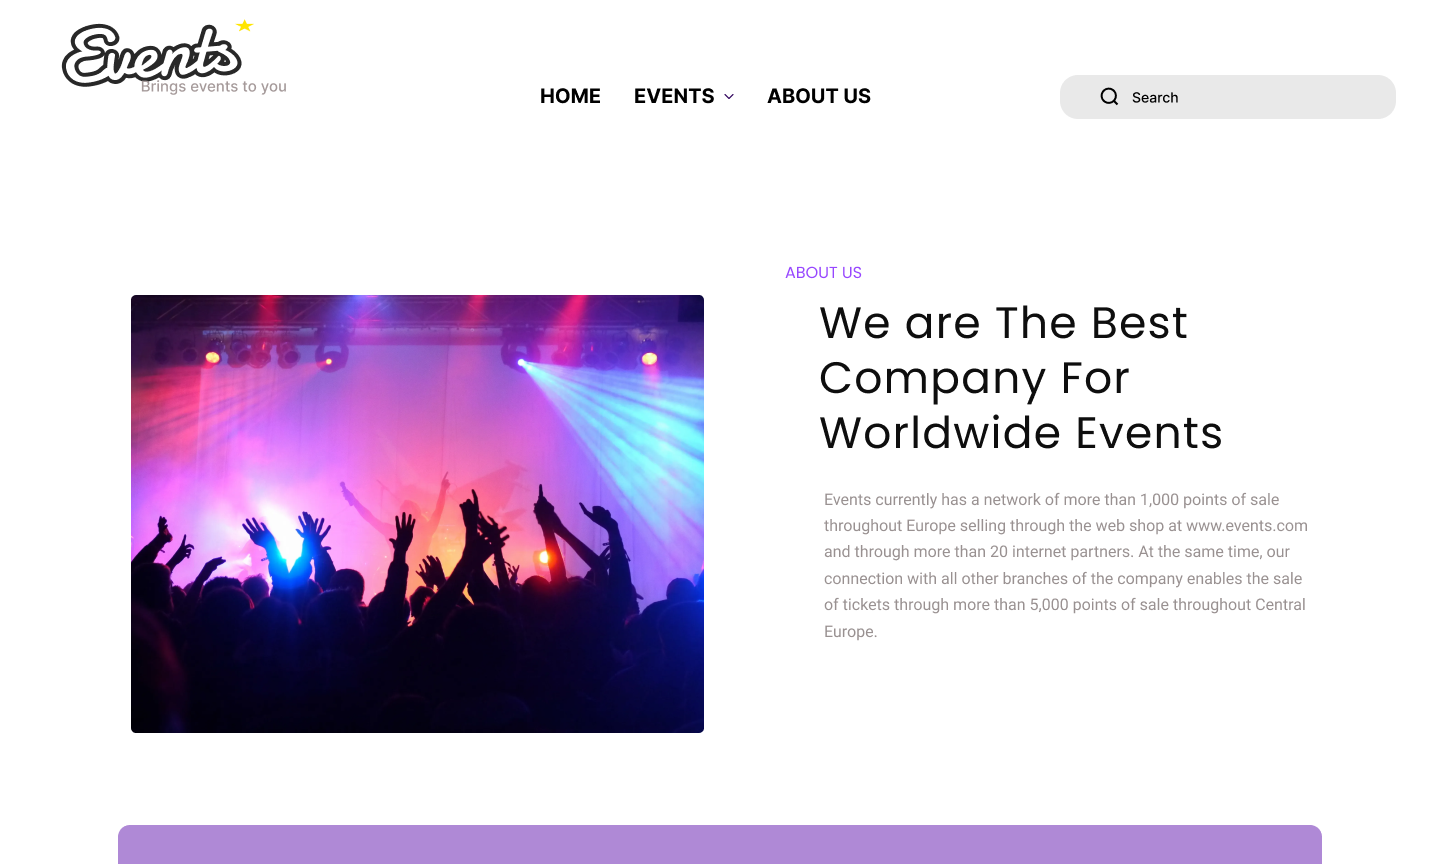 Events
Brings events to you
HOME EVENTS ABOUT US
Search
ABOUT US
We are The Best
Company For
Worldwide Events
Events currently has a network of more than 1,000 points of sale
throughout Europe selling through the web shop at www.events.com
and through more than 20 internet partners. At the same time, our
connection with all other branches of the company enables the sale
of tickets through more than 5,000 points of sale throughout Central
Europe.